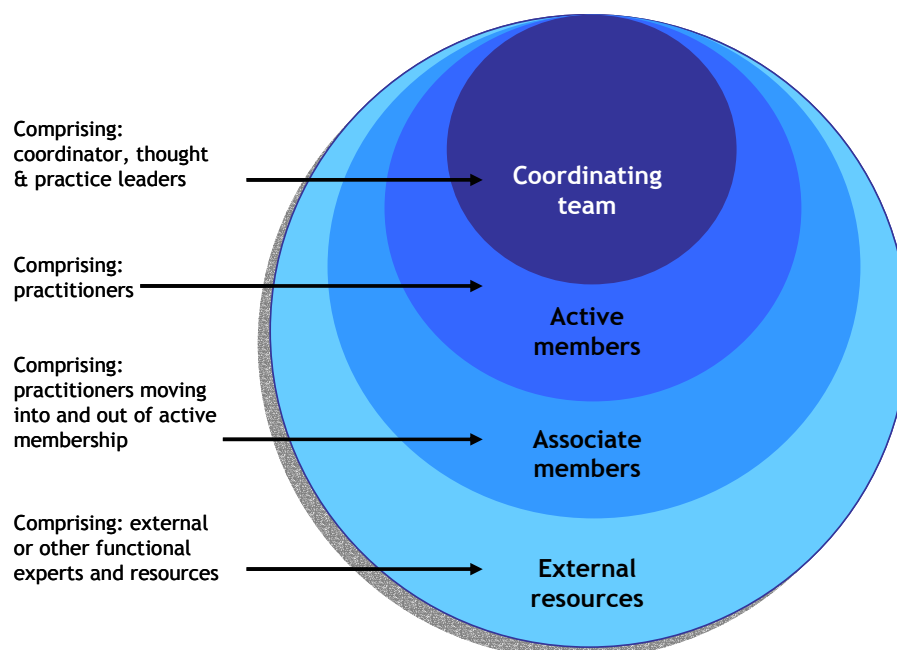 Comprising:
coordinator, thought
& practice leaders
Coordinating
team
Comprising:
practitioners
Active
members
Comprising:
practitioners moving
into and out of active
membership
Associate
members
Comprising: external
or other functional
experts and resources
External
resources